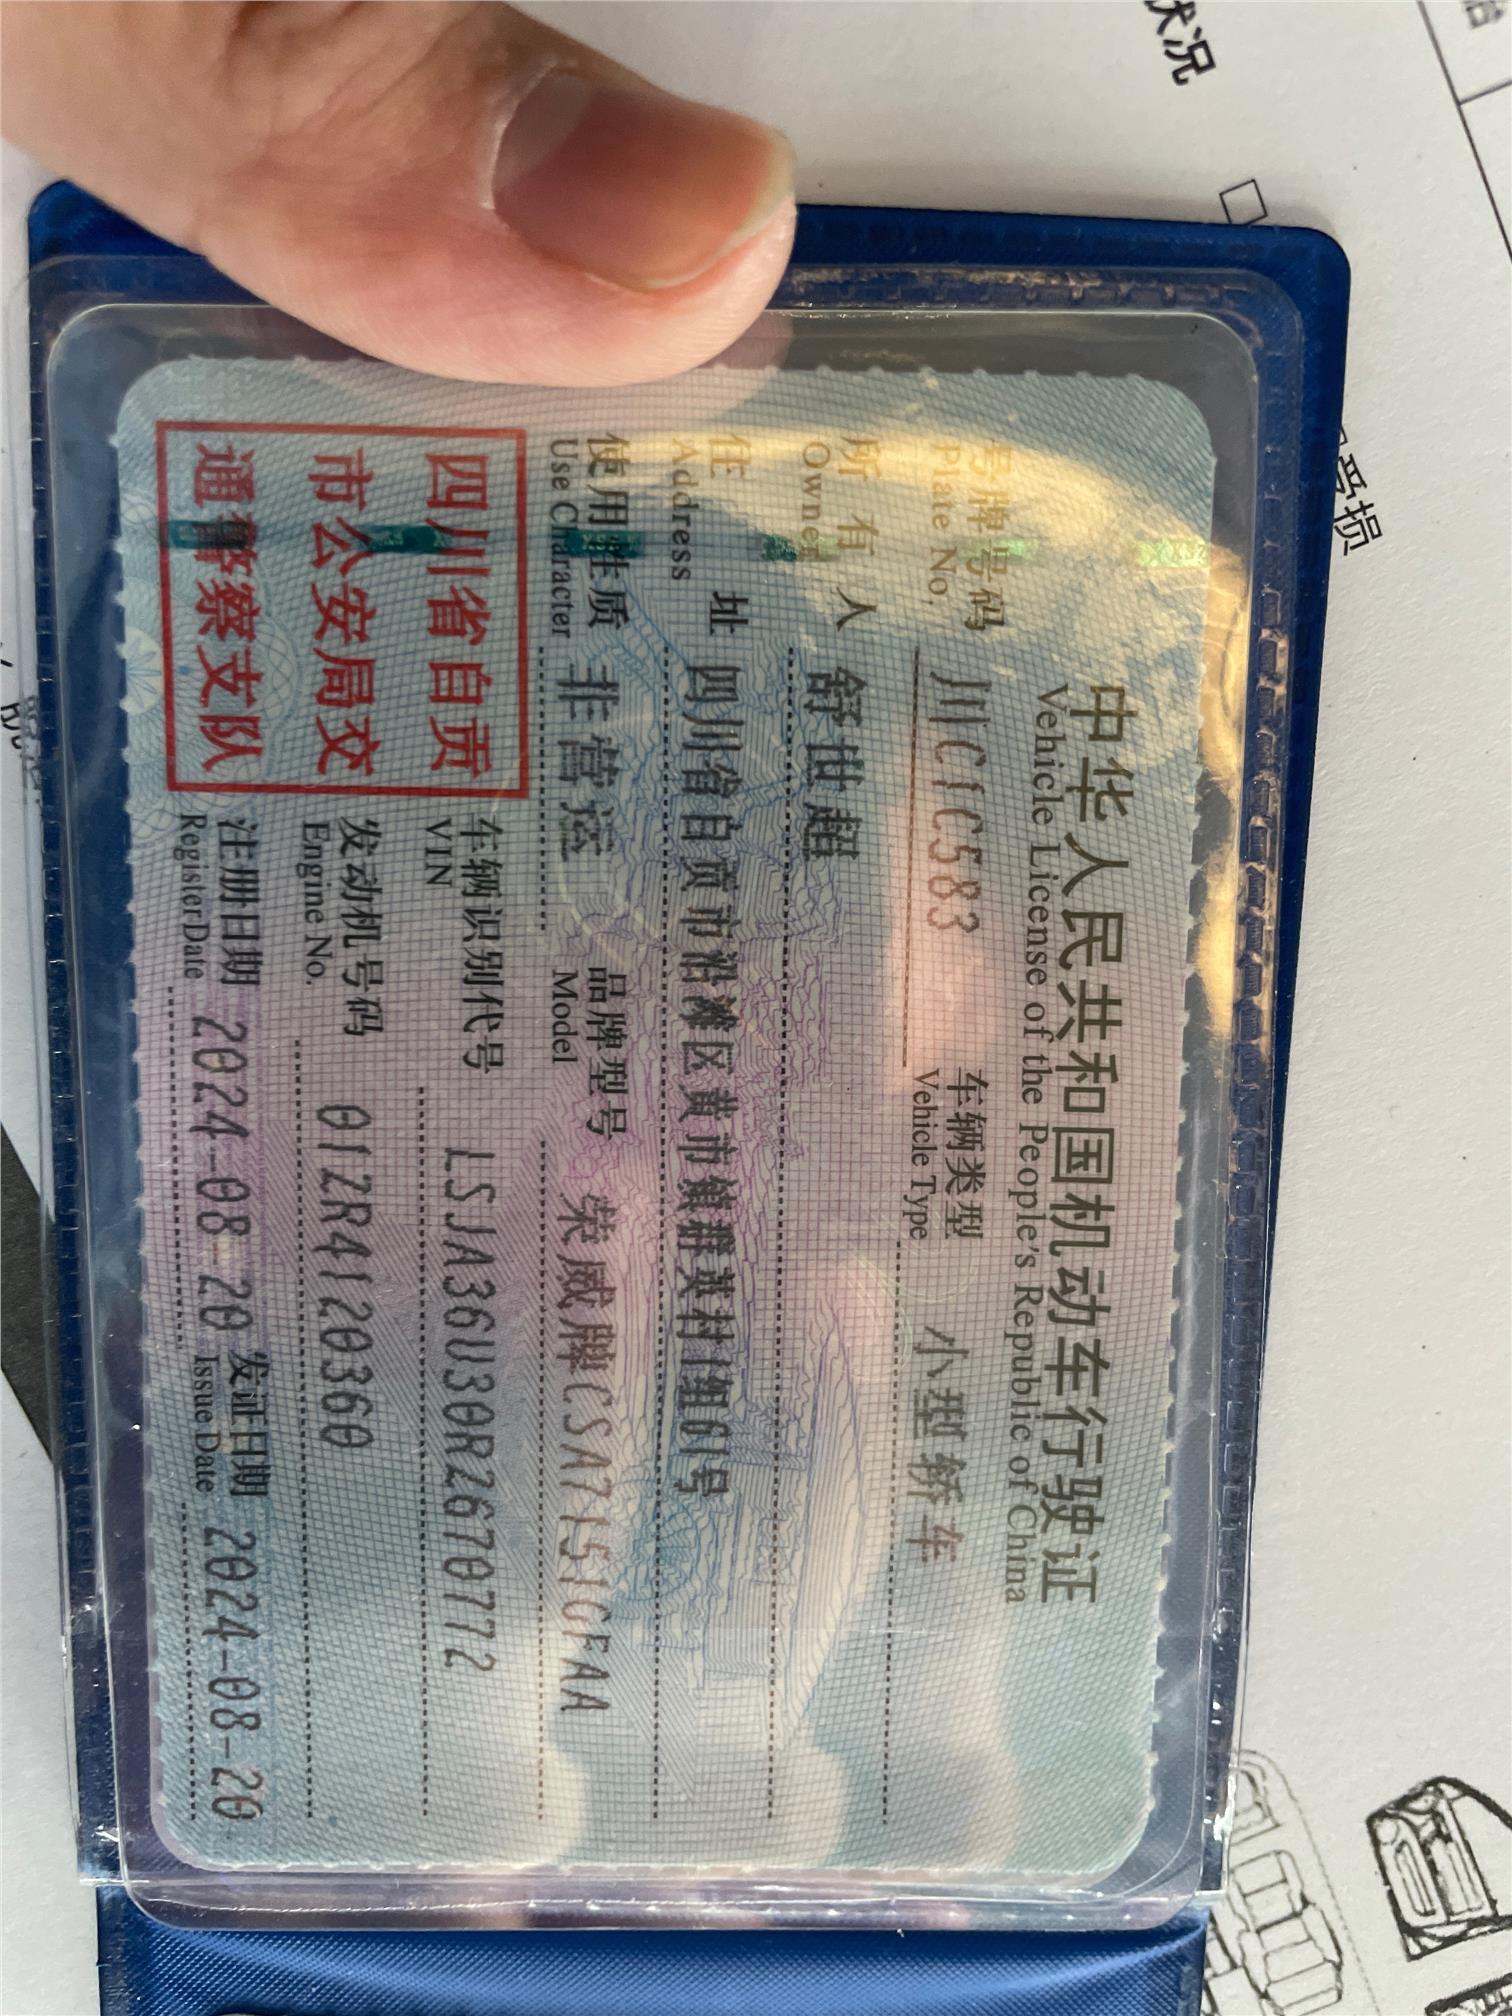 中华人民共和国机动车行驶证
Vehicle License of the People's Republic of China
号牌号码 川C1C583 车辆类型 小型轿车
Plate No. Vehicle Type
所有人 舒世超
Owner
住址 四川省自贡市沿滩区黄市镇群英村1组61号
Address
使用性质 非营运 品牌型号 荣威牌CSA7151GFAA
Use Character Model
四川省自贡
市公安局交
通警察支队
车辆识别代号 LSJA36U30R2670772
VIN
发动机号码 01ZR4120360
Engine No.
注册日期 2024-08-20 发证日期 2024-08-20
Register Date Issue Date
状况
受损